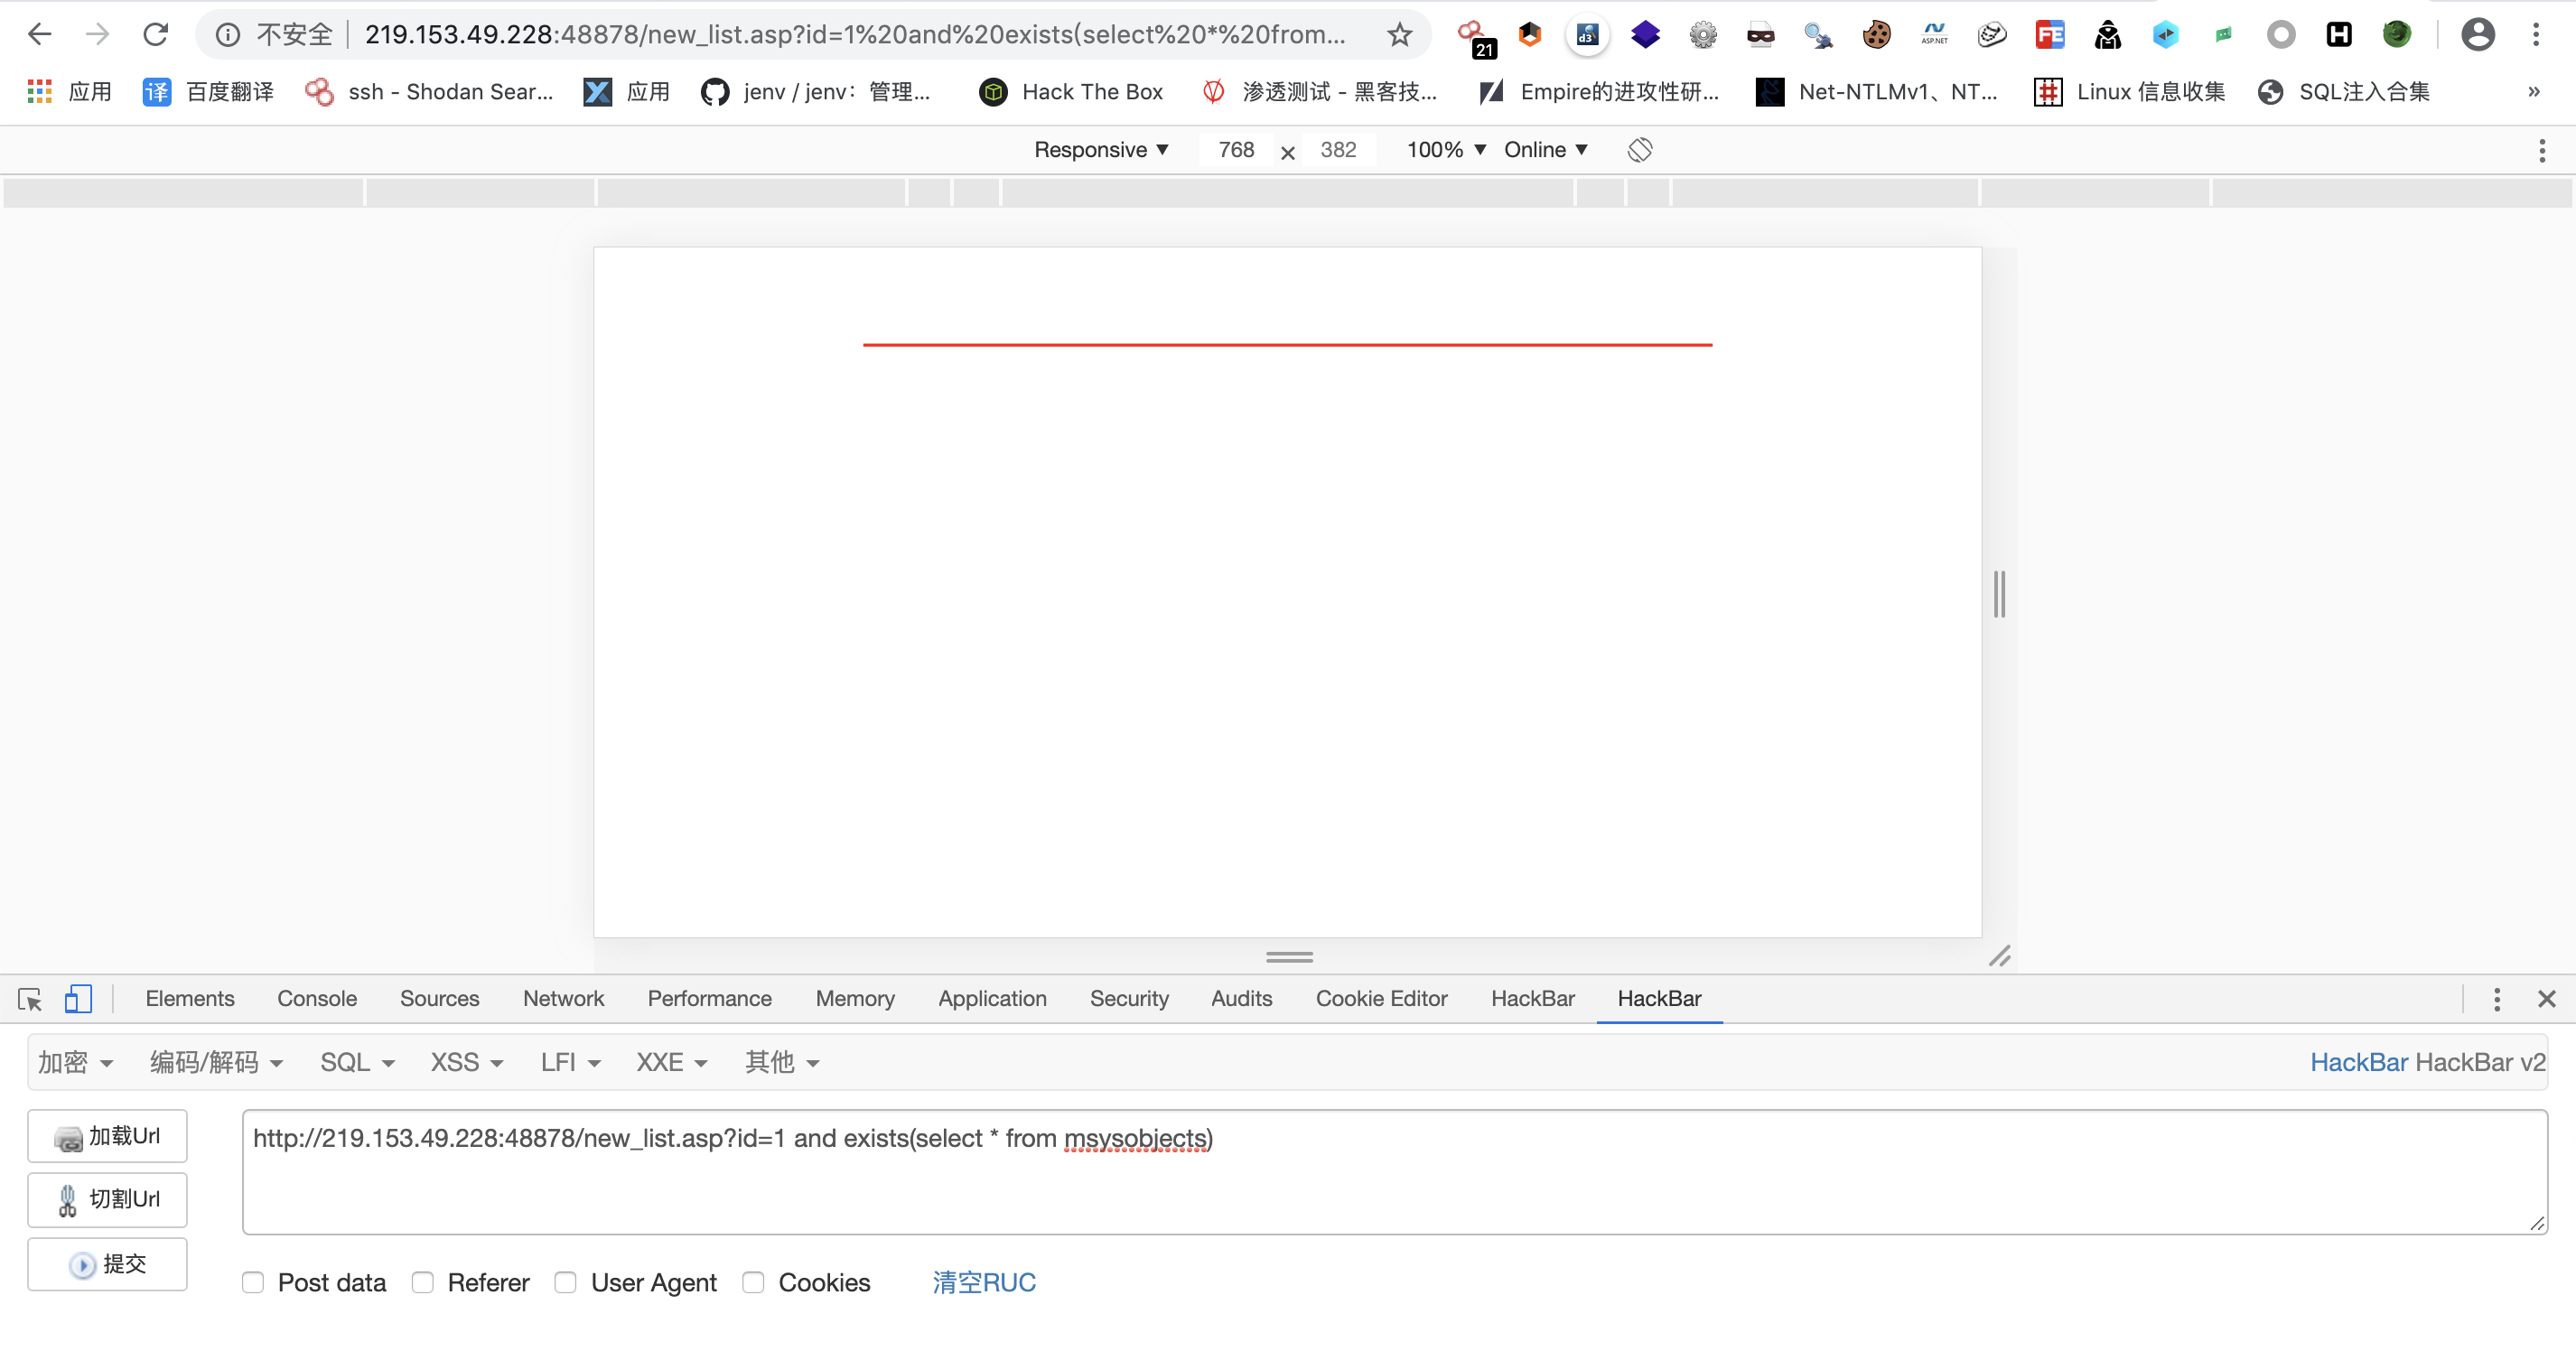 不安全 219.153.49.228:48878/new_list.asp?id=1%20and%20exists(select%20*%20from... 21 d3 ASP.NET FE H
应用 译 百度翻译 ssh - Shodan Sear... 应用 jenv / jenv：管理... Hack The Box 渗透测试 - 黑客技... Empire的进攻性研... Net-NTLMv1、NT... Linux 信息收集 SQL注入合集 »
Responsive 768 × 382 100% Online
Elements Console Sources Network Performance Memory Application Security Audits Cookie Editor HackBar HackBar
加密 编码/解码 SQL XSS LFI XXE 其他 HackBar HackBar v2
加载Url http://219.153.49.228:48878/new_list.asp?id=1 and exists(select * from msysobjects)
切割Url
提交
Post data Referer User Agent Cookies 清空RUC